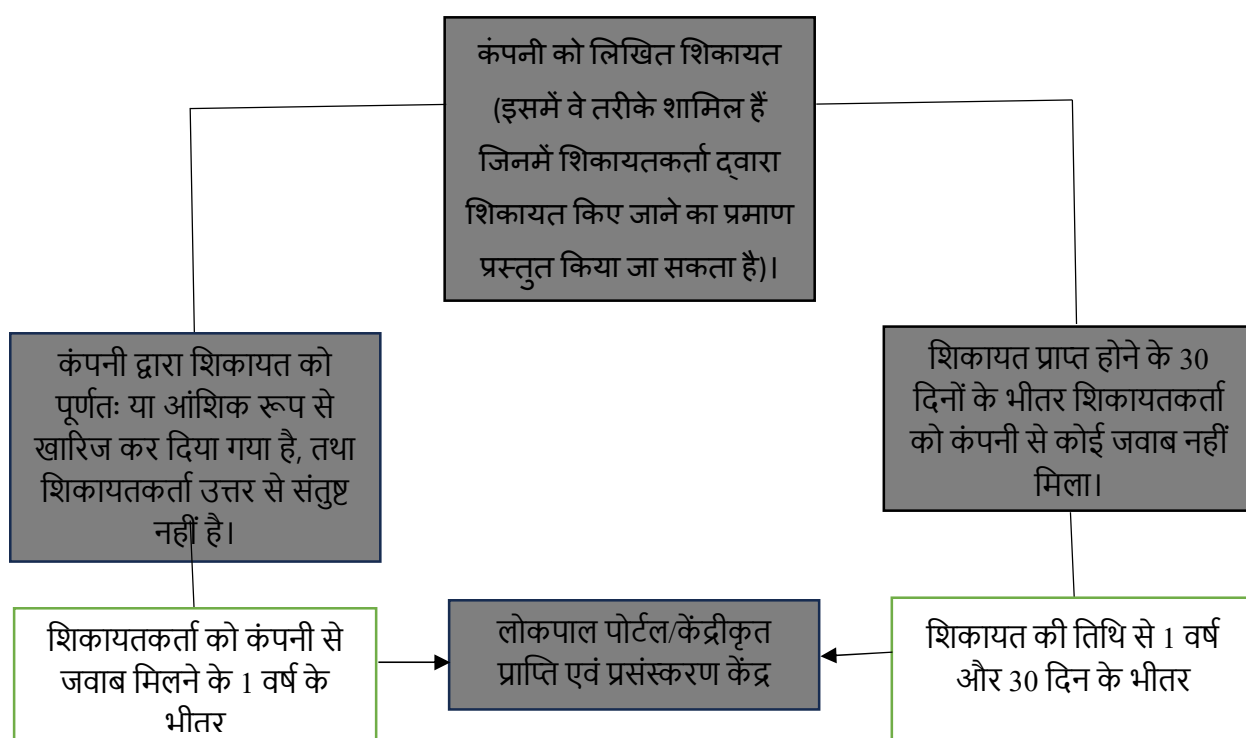 कंपनी को लिखित शिकायत
(इसमें वे तरीके शामिल हैं
जिनमें शिकायतकर्ता द्वारा
शिकायत किए जाने का प्रमाण
प्रस्तुत किया जा सकता है)।
कंपनी द्वारा शिकायत को
पूर्णतः या आंशिक रूप से
खारिज कर दिया गया है, तथा
शिकायतकर्ता उत्तर से संतुष्ट
नहीं है।
शिकायत प्राप्त होने के 30
दिनों के भीतर शिकायतकर्ता
को कंपनी से कोई जवाब नहीं
मिला।
शिकायतकर्ता को कंपनी से
जवाब मिलने के 1 वर्ष के
भीतर
लोकपाल पोर्टल/केंद्रीकृत
प्राप्ति एवं प्रसंस्करण केंद्र
शिकायत की तिथि से 1 वर्ष
और 30 दिन के भीतर